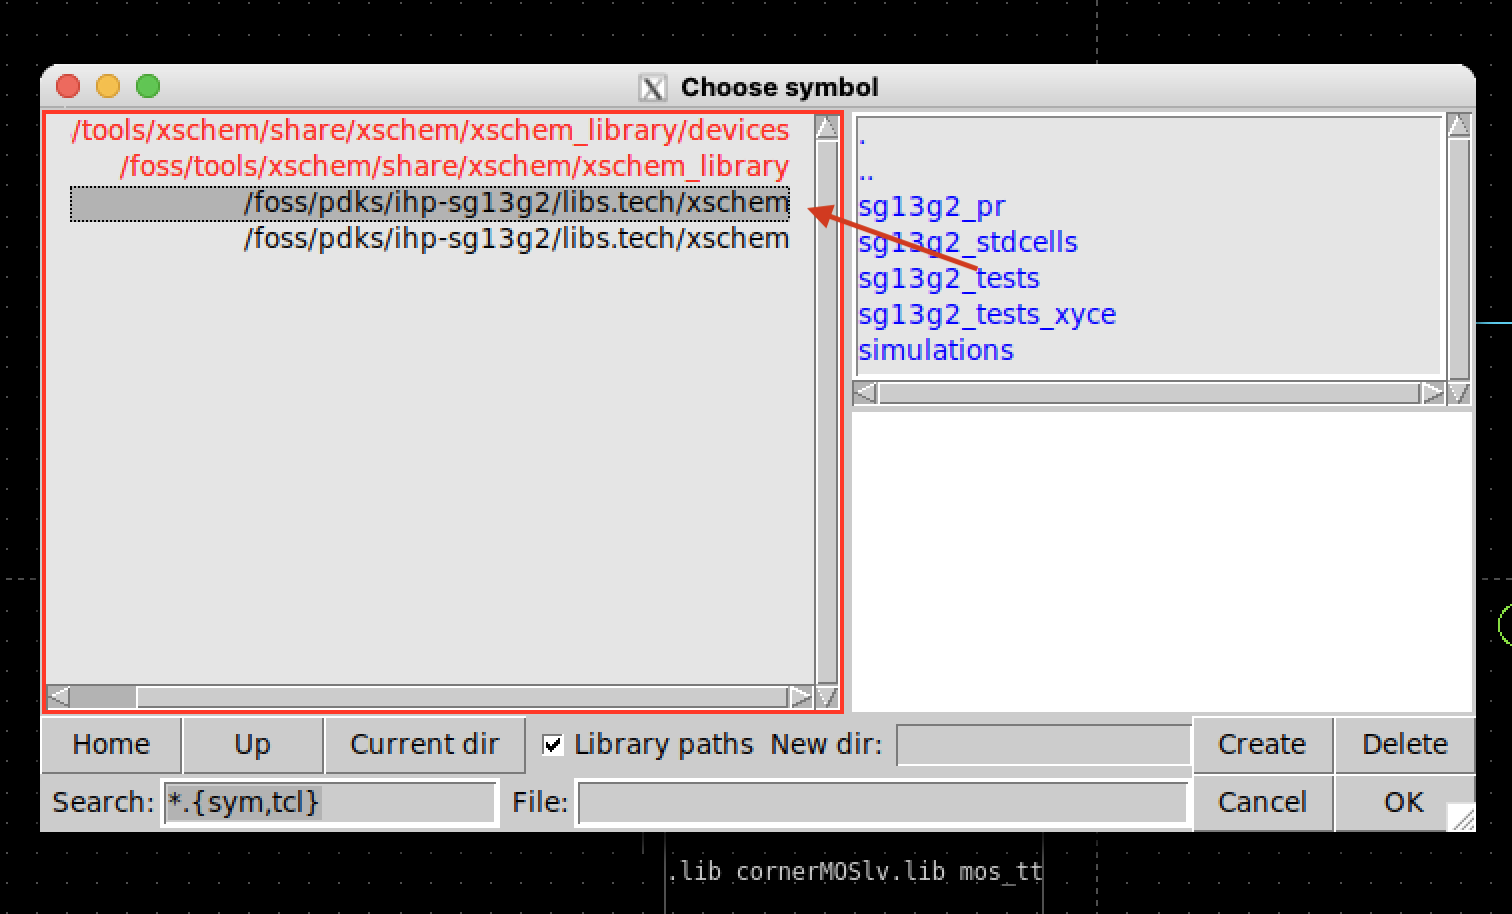 Choose symbol
/tools/xschem/share/xschem/xschem_library/devices
/foss/tools/xschem/share/xschem/xschem_library
/foss/pdks/ihp-sg13g2/libs.tech/xschem
/foss/pdks/ihp-sg13g2/libs.tech/xschem
.
..
sg13g2_pr
sg13g2_stdcells
sg13g2_tests
sg13g2_tests_xyce
simulations
Home Up Current dir Library paths New dir: Create Delete
Search: *.{sym,tcl} File: Cancel OK
.lib cornerMOSlv.lib mos_tt